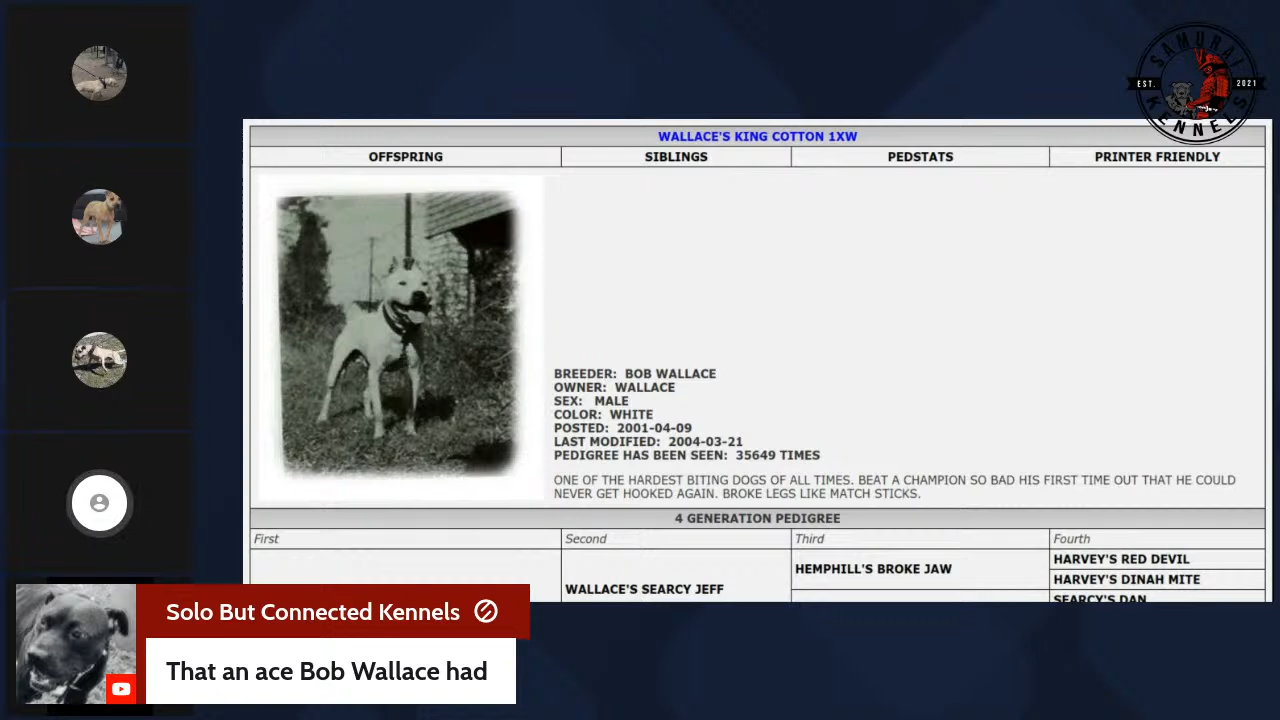 SAMURAI
EST. 2021
KENNELS
WALLACE'S KING COTTON 1XW
OFFSPRING SIBLINGS PEDSTATS PRINTER FRIENDLY
BREEDER: BOB WALLACE
OWNER: WALLACE
SEX: MALE
COLOR: WHITE
POSTED: 2001-04-09
LAST MODIFIED: 2004-03-21
PEDIGREE HAS BEEN SEEN: 35649 TIMES
ONE OF THE HARDEST BITING DOGS OF ALL TIMES. BEAT A CHAMPION SO BAD HIS FIRST TIME OUT THAT HE COULD
NEVER GET HOOKED AGAIN. BROKE LEGS LIKE MATCH STICKS.
4 GENERATION PEDIGREE
First Second Third Fourth
HARVEY'S RED DEVIL
HEMPHILL'S BROKE JAW
HARVEY'S DINAH MITE
WALLACE'S SEARCY JEFF
SEARCY'S DAN
Solo But Connected Kennels
That an ace Bob Wallace had